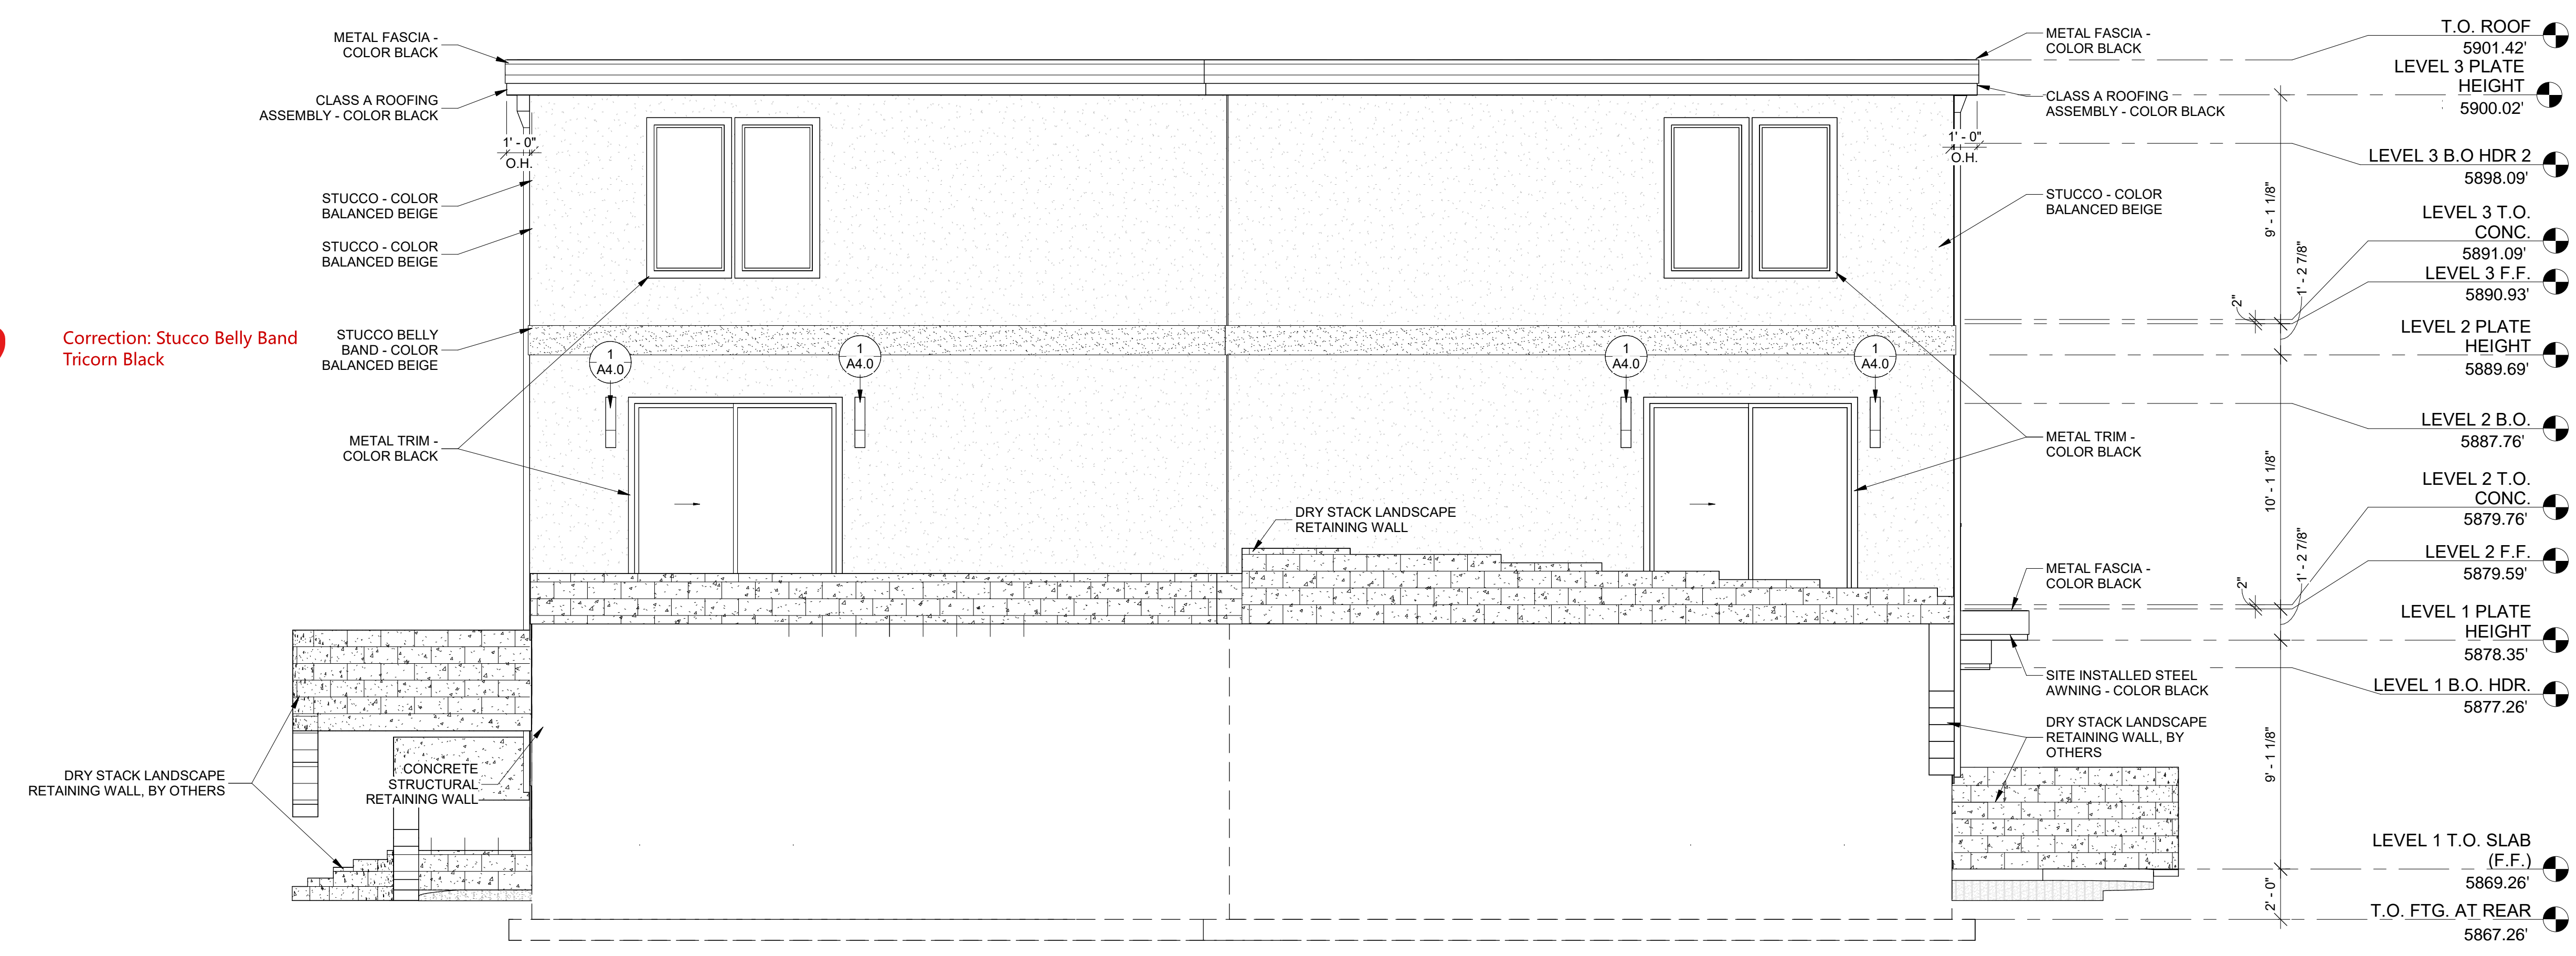 METAL FASCIA -
COLOR BLACK
CLASS A ROOFING
ASSEMBLY - COLOR BLACK
1' - 0"
O.H.
STUCCO - COLOR
BALANCED BEIGE
STUCCO - COLOR
BALANCED BEIGE
Correction: Stucco Belly Band
Tricorn Black
STUCCO BELLY
BAND - COLOR
BALANCED BEIGE
METAL TRIM -
COLOR BLACK
DRY STACK LANDSCAPE
RETAINING WALL, BY OTHERS
CONCRETE
STRUCTURAL
RETAINING WALL
1
A4.0
1
A4.0
1
A4.0
1
A4.0
DRY STACK LANDSCAPE
RETAINING WALL
METAL FASCIA -
COLOR BLACK
CLASS A ROOFING
ASSEMBLY - COLOR BLACK
1' - 0"
O.H.
STUCCO - COLOR
BALANCED BEIGE
METAL TRIM -
COLOR BLACK
METAL FASCIA -
COLOR BLACK
SITE INSTALLED STEEL
AWNING - COLOR BLACK
DRY STACK LANDSCAPE
RETAINING WALL, BY
OTHERS
9' - 1 1/8"
2"
1' - 2 7/8"
10' - 1 1/8"
2"
1' - 2 7/8"
9' - 1 1/8"
2' - 0"
T.O. ROOF
5901.42'
LEVEL 3 PLATE
HEIGHT
5900.02'
LEVEL 3 B.O HDR 2
5898.09'
LEVEL 3 T.O.
CONC.
5891.09'
LEVEL 3 F.F.
5890.93'
LEVEL 2 PLATE
HEIGHT
5889.69'
LEVEL 2 B.O.
5887.76'
LEVEL 2 T.O.
CONC.
5879.76'
LEVEL 2 F.F.
5879.59'
LEVEL 1 PLATE
HEIGHT
5878.35'
LEVEL 1 B.O. HDR.
5877.26'
LEVEL 1 T.O. SLAB
(F.F.)
5869.26'
T.O. FTG. AT REAR
5867.26'